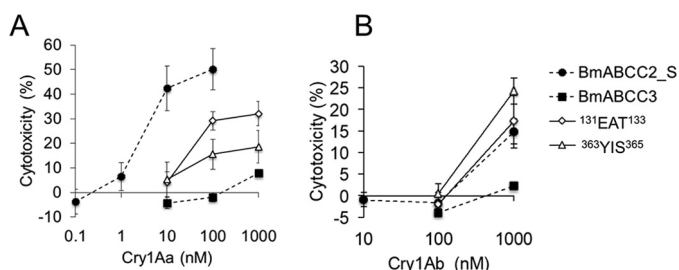 A
Cytotoxicity (%)
60
50
40
30
20
10
0
-10
0.1 1 10 100 1000
Cry1Aa (nM)
B
Cytotoxicity (%)
30
25
20
15
10
5
0
-5
10 100 1000
Cry1Ab (nM)
BmABCC2_S
BmABCC3
¹³¹EAT¹³³
³⁶³YIS³⁶⁵